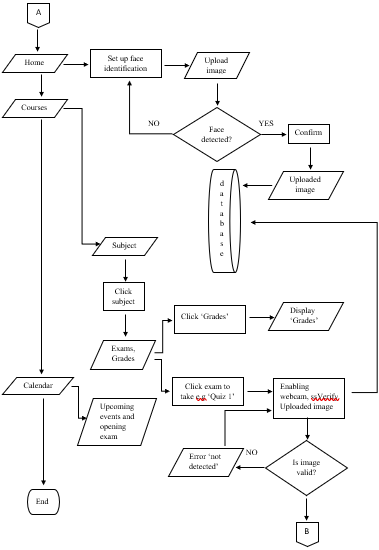 A
Home
Set up face
identification
Upload
image
Courses
NO
Face
detected?
YES
Confirm
Uploaded
image
d
a
t
a
b
a
s
e
Subject
Click
subject
Click ‘Grades’
Display
‘Grades’
Exams,
Grades
Calendar
Click exam to
take e.g ‘Quiz 1’
Enabling
webcam, ssVerify
Uploaded image
Upcoming
events and
opening
exam
Error ‘not
detected’
NO
Is image
valid?
End
B